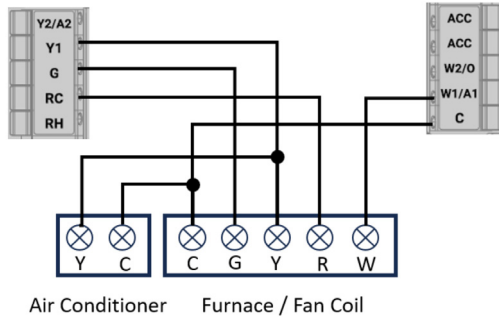 Y2/A2
Y1
G
RC
RH
ACC
ACC
W2/O
W1/A1
C
Y C
C G Y R W
Air Conditioner
Furnace / Fan Coil